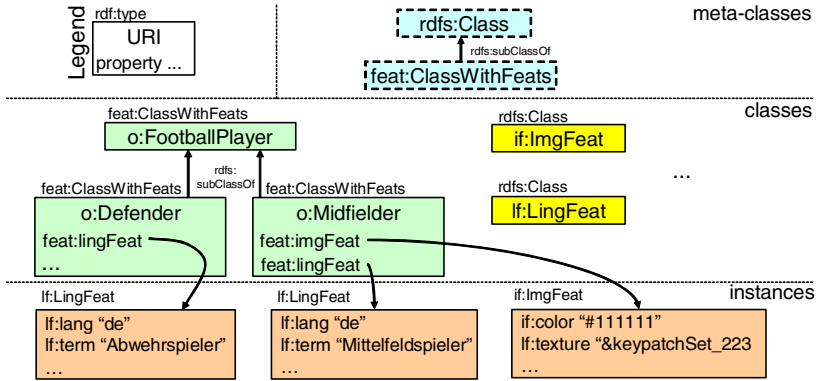 Legend
rdf:type
URI
property ...
meta-classes
rdfs:Class
rdfs:subClassOf
feat:ClassWithFeats
classes
feat:ClassWithFeats
o:FootballPlayer
rdfs:
subClassOf
rdfs:Class
if:ImgFeat
...
feat:ClassWithFeats
o:Defender
feat:lingFeat
...
feat:ClassWithFeats
o:Midfielder
feat:imgFeat
feat:lingFeat
rdfs:Class
lf:LingFeat
instances
lf:LingFeat
lf:lang “de”
lf:term “Abwehrspieler”
...
lf:LingFeat
lf:lang “de”
lf:term “Mittelfeldspieler”
...
if:ImgFeat
if:color “#111111”
lf:texture “&keypatchSet_223
...